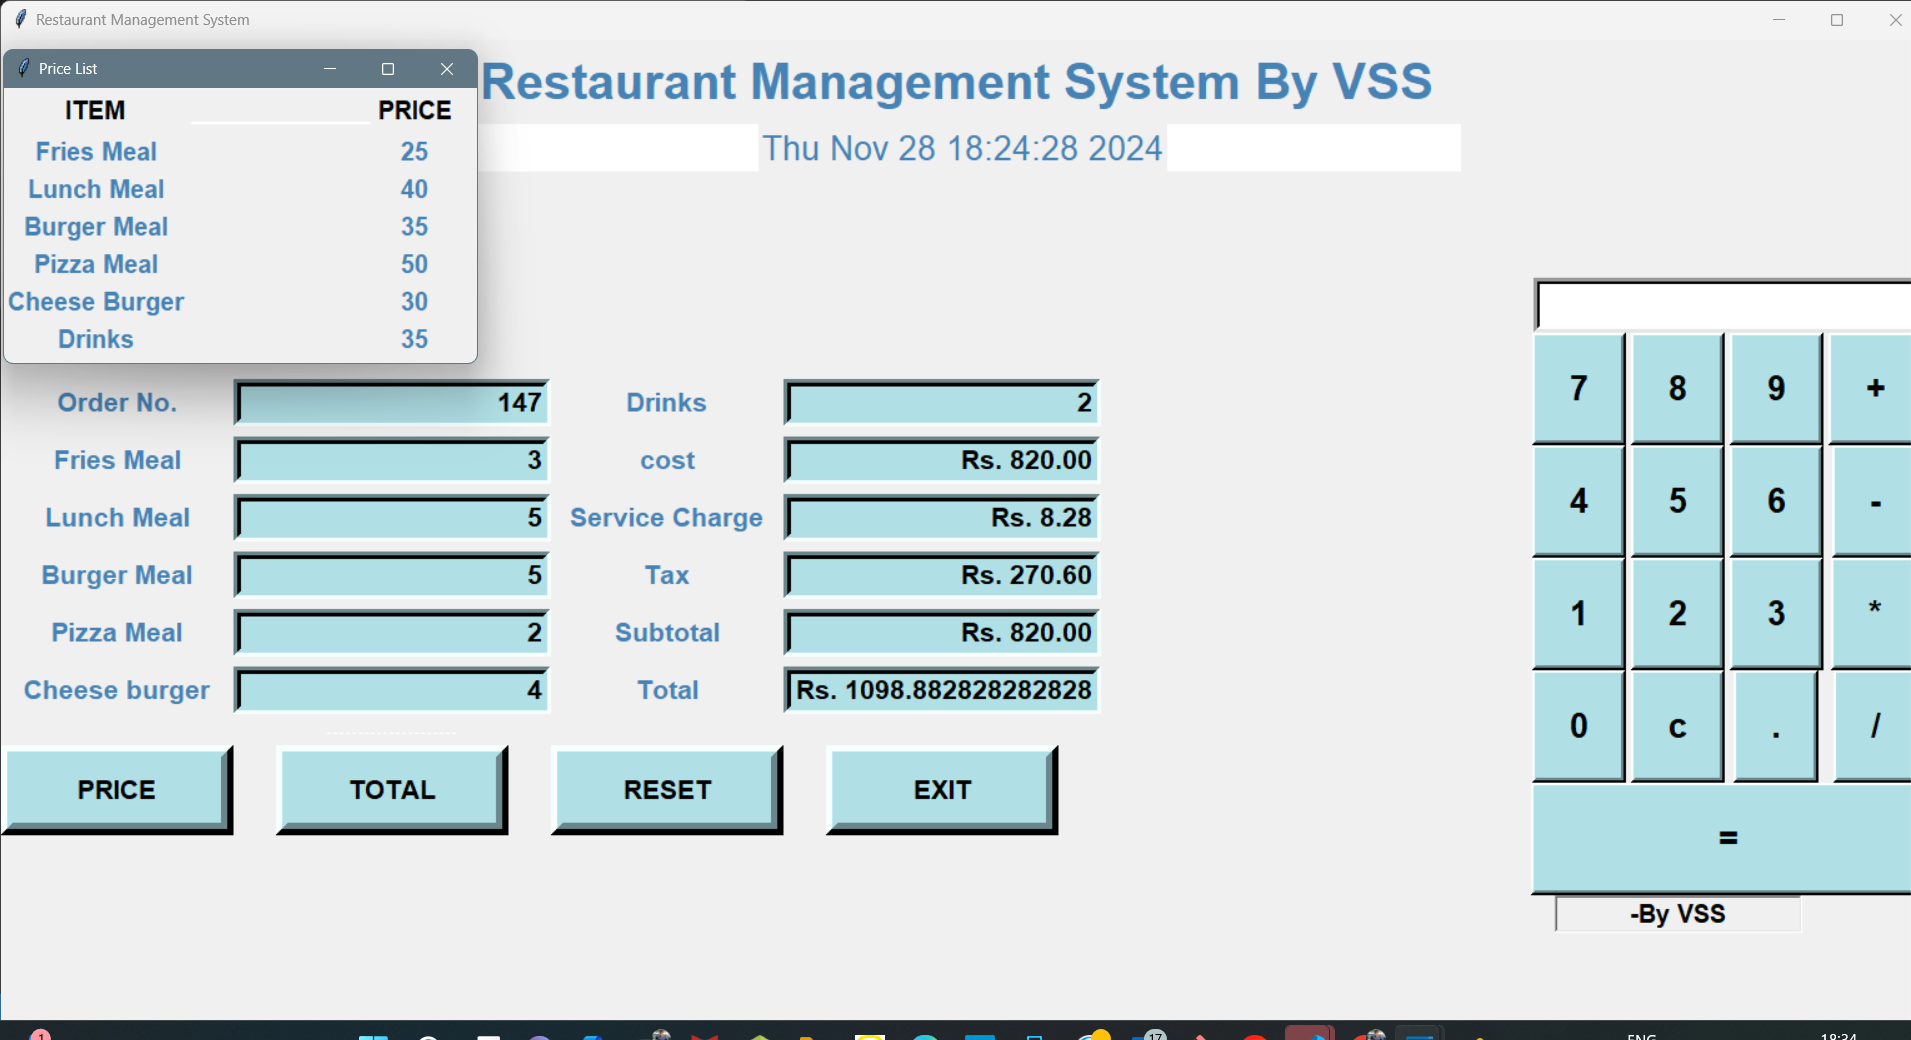 Restaurant Management System
Price List
Restaurant Management System By VSS
Thu Nov 28 18:24:28 2024
ITEM PRICE
Fries Meal 25
Lunch Meal 40
Burger Meal 35
Pizza Meal 50
Cheese Burger 30
Drinks 35
Order No. 147 Drinks 2
Fries Meal 3 cost Rs. 820.00
Lunch Meal 5 Service Charge Rs. 8.28
Burger Meal 5 Tax Rs. 270.60
Pizza Meal 2 Subtotal Rs. 820.00
Cheese burger 4 Total Rs. 1098.882828282828
PRICE TOTAL RESET EXIT
7 8 9 +
4 5 6 -
1 2 3 *
0 c . /
=
-By VSS
1 17 ENG 18:34